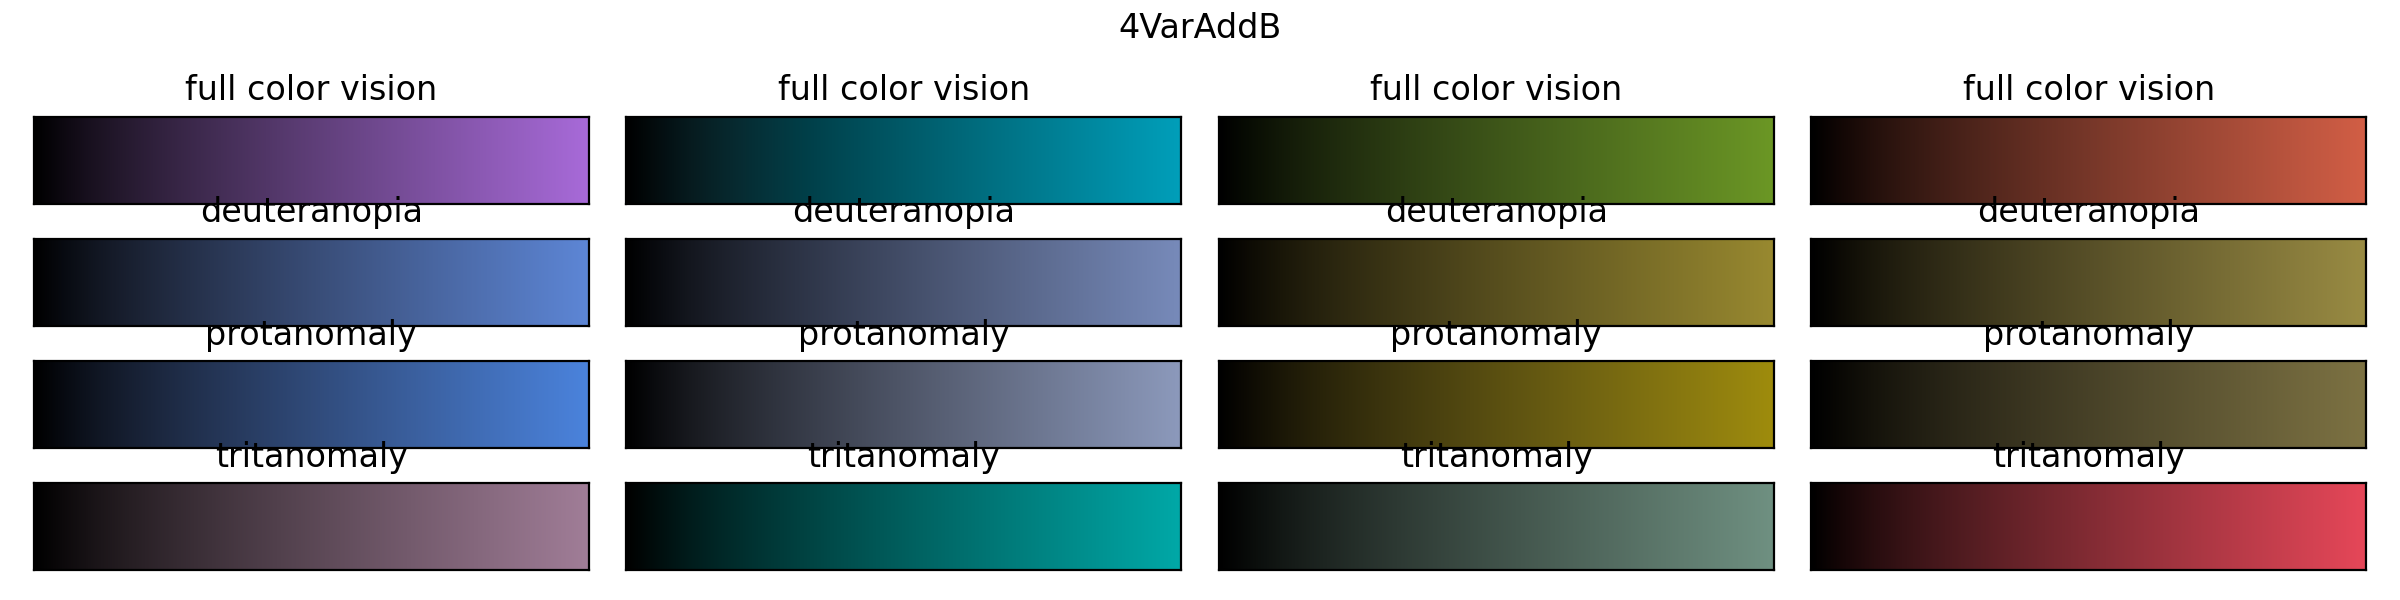 4VarAddB
full color vision full color vision full color vision full color vision
deuteranopia deuteranopia deuteranopia deuteranopia
protanomaly protanomaly protanomaly protanomaly
tritanomaly tritanomaly tritanomaly tritanomaly